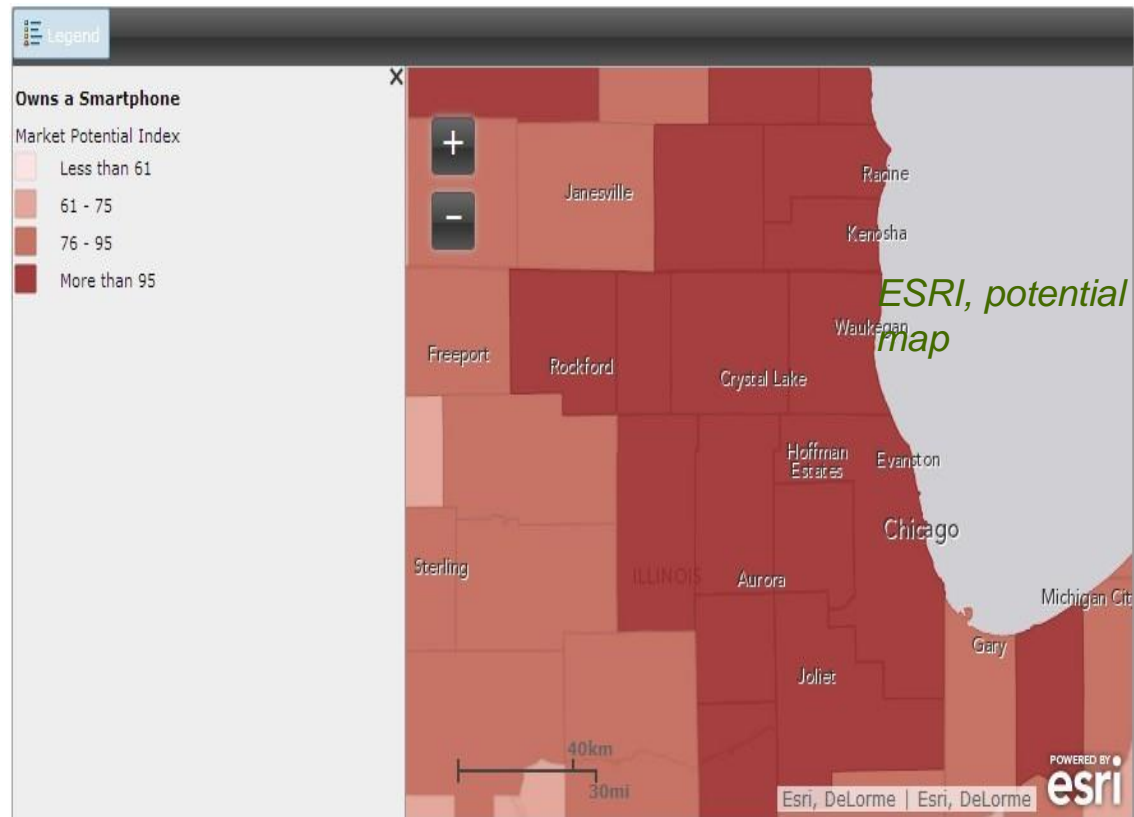 Legend
X
Owns a Smartphone
Market Potential Index
Less than 61
61 - 75
76 - 95
More than 95
+
−
Janesville
Racine
Kenosha
ESRI, potential
map
Waukegan
Freeport
Rockford
Crystal Lake
Hoffman
Estates
Evanston
Chicago
Sterling
ILLINOIS
Aurora
Michigan Cit
Gary
Joliet
40km
30mi
POWERED BY
esri
Esri, DeLorme | Esri, DeLorme